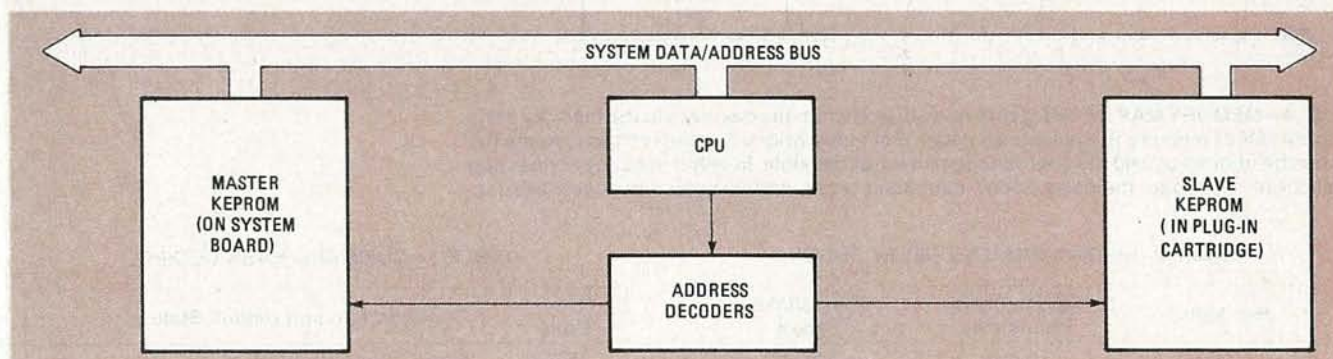 SYSTEM DATA/ADDRESS BUS
MASTER
KEPROM
(ON SYSTEM
BOARD)
CPU
SLAVE
KEPROM
( IN PLUG-IN
CARTRIDGE)
ADDRESS
DECODERS